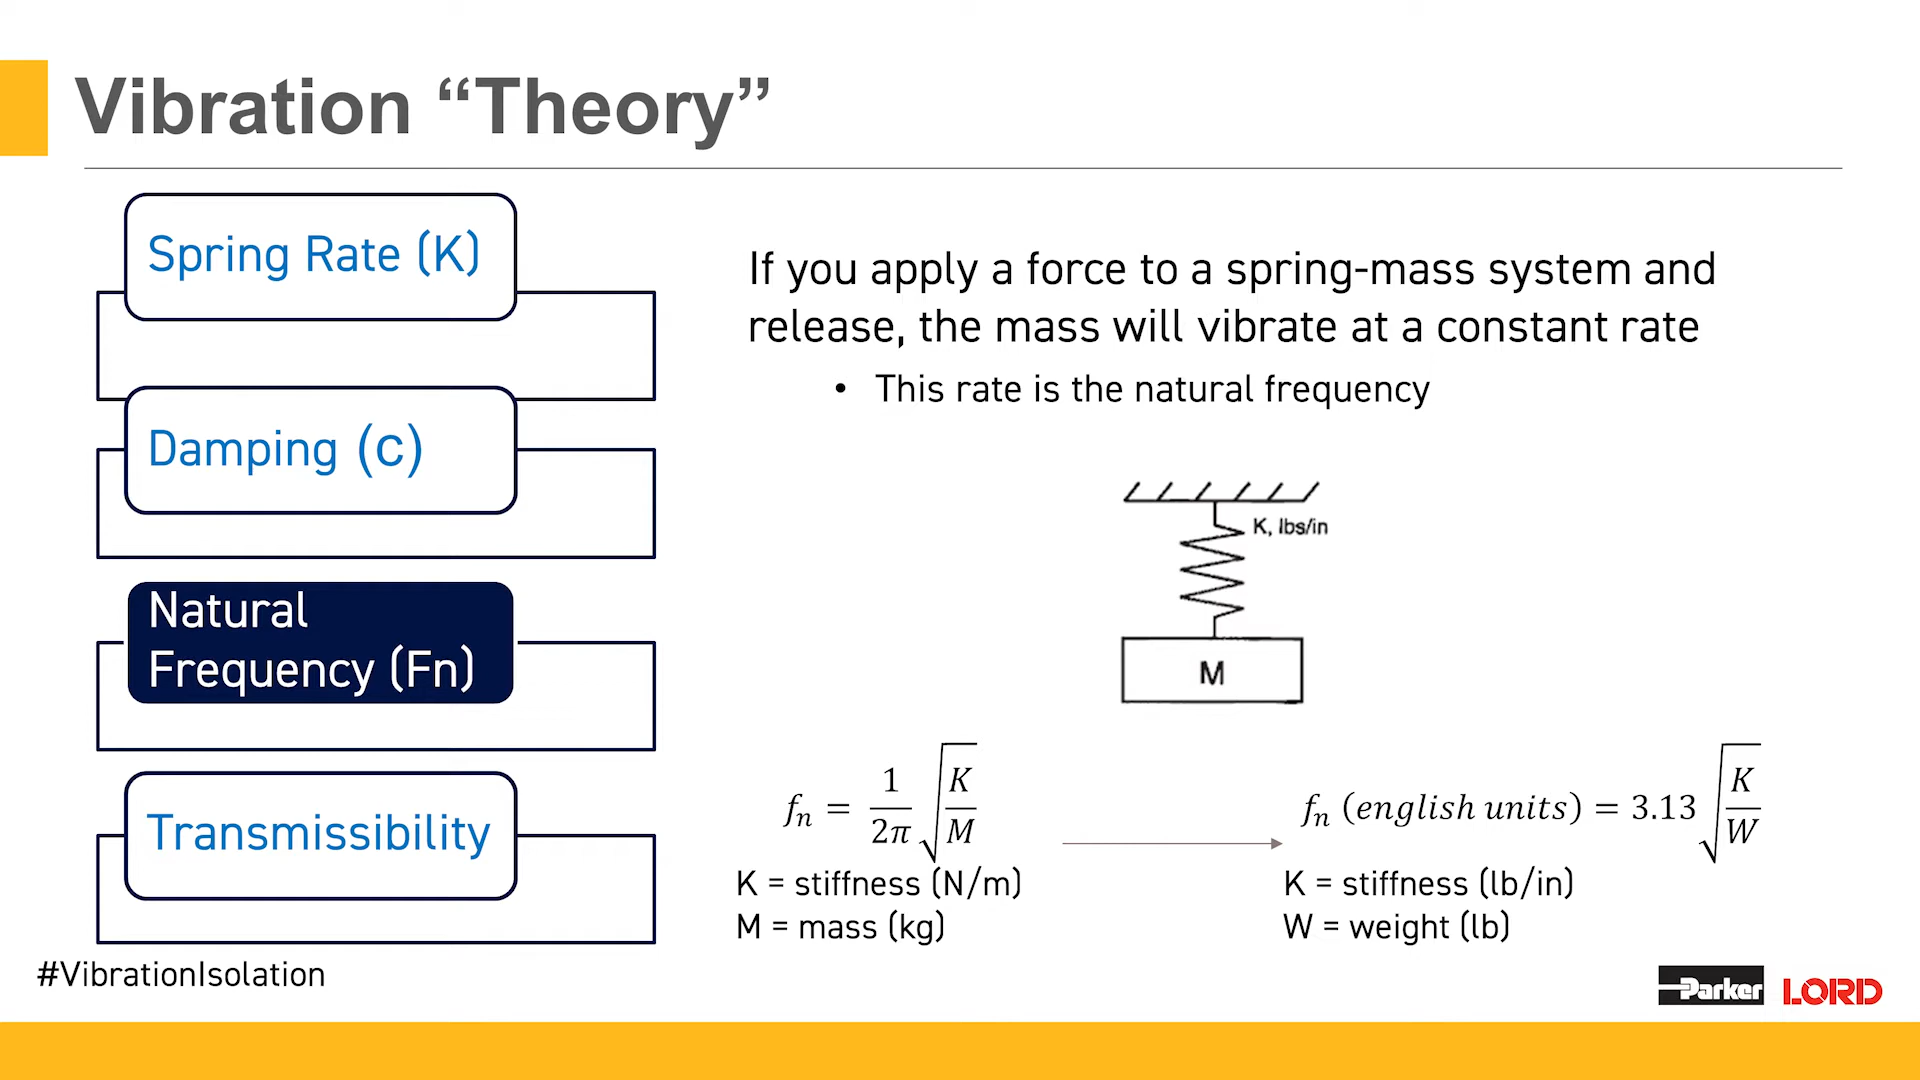 Vibration “Theory”
Spring Rate (K)
Damping (c)
Natural
Frequency (Fn)
Transmissibility
If you apply a force to a spring-mass system and
release, the mass will vibrate at a constant rate
• This rate is the natural frequency
K, lbs/in
M
fₙ = 1/2π √(K/M)
K = stiffness (N/m)
M = mass (kg)
fₙ (english units) = 3.13 √(K/W)
K = stiffness (lb/in)
W = weight (lb)
#VibrationIsolation
Parker LORD